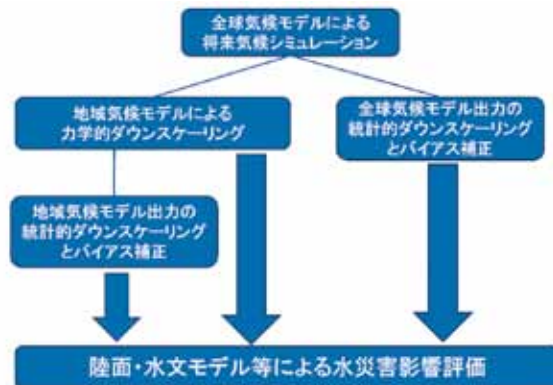 全球気候モデルによる
将来気候シミュレーション
地域気候モデルによる
力学的ダウンスケーリング
全球気候モデル出力の
統計的ダウンスケーリング
とバイアス補正
地域気候モデル出力の
統計的ダウンスケーリング
とバイアス補正
陸面・水文モデル等による水災害影響評価